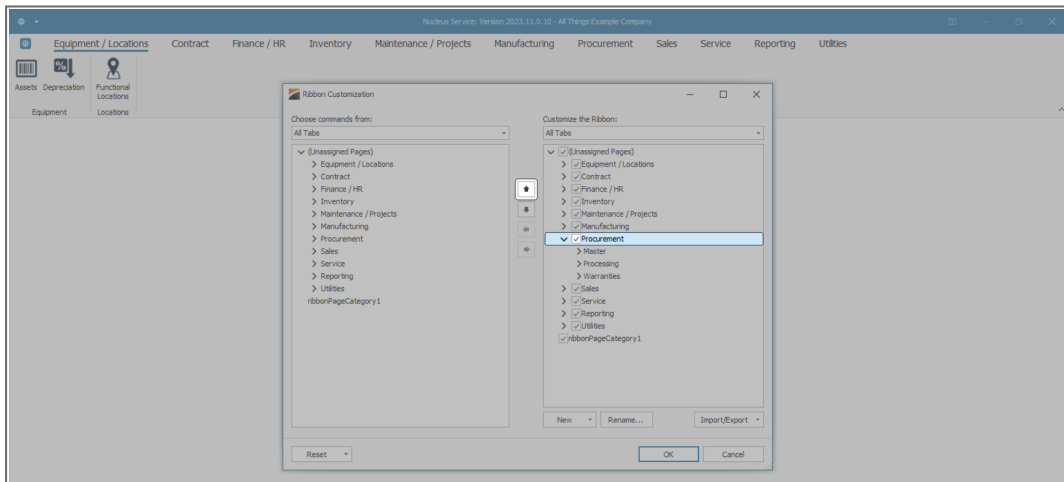 Nucleus Service: Version 2023.11.0.10 - All Things Example Company
Equipment / Locations Contract Finance / HR Inventory Maintenance / Projects Manufacturing Procurement Sales Service Reporting Utilities
Assets Depreciation Functional
Locations
Equipment Locations
Ribbon Customization
Choose commands from:
All Tabs
(Unassigned Pages)
Equipment / Locations
Contract
Finance / HR
Inventory
Maintenance / Projects
Manufacturing
Procurement
Sales
Service
Reporting
Utilities
ribbonPageCategory1
Customize the Ribbon:
All Tabs
(Unassigned Pages)
Equipment / Locations
Contract
Finance / HR
Inventory
Maintenance / Projects
Manufacturing
Procurement
Master
Processing
Warranties
Sales
Service
Reporting
Utilities
ribbonPageCategory1
New Rename... Import/Export
Reset OK Cancel